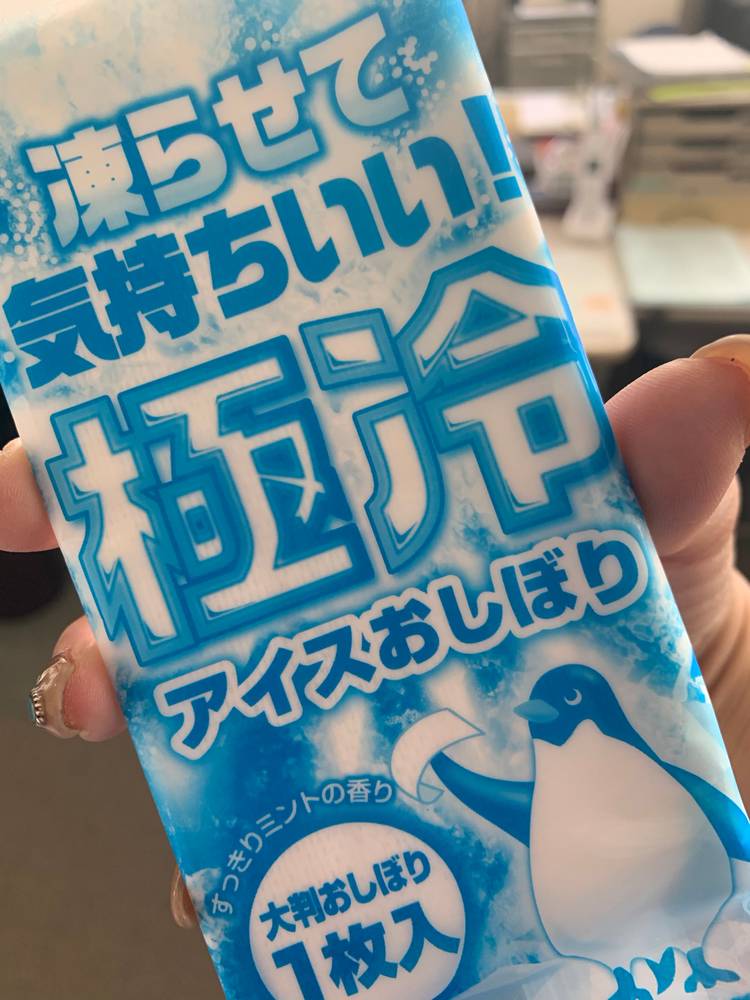 凍らせて
気持ちいい!
極冷
アイスおしぼり
すっきりミントの香り
大判おしぼり
1枚入